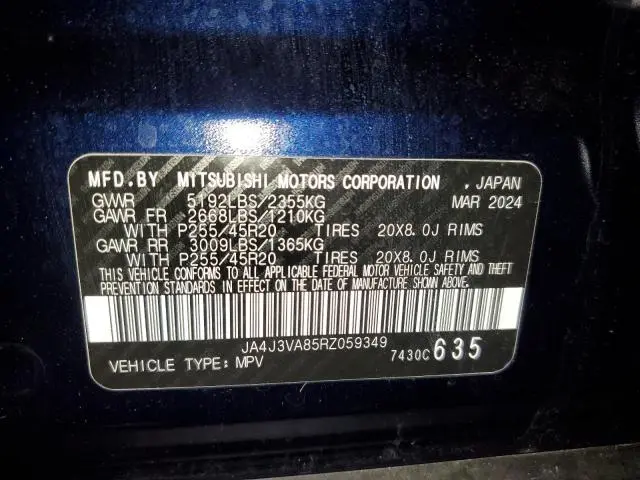 MFD.BY MITSUBISHI MOTORS CORPORATION , JAPAN
GVWR 5192LBS/2355KG MAR 2024
GAWR FR 2668LBS/1210KG
WITH P255/45R20 TIRES 20X8.0J RIMS
GAWR RR 3009LBS/1365KG
WITH P255/45R20 TIRES 20X8.0J RIMS
THIS VEHICLE CONFORMS TO ALL APPLICABLE FEDERAL MOTOR VEHICLE SAFETY AND THEFT
PREVENTION STANDARDS IN EFFECT ON THE DATE OF MANUFACTURE SHOWN ABOVE.
JA4J3VA85RZ059349
VEHICLE TYPE: MPV 7430C 635